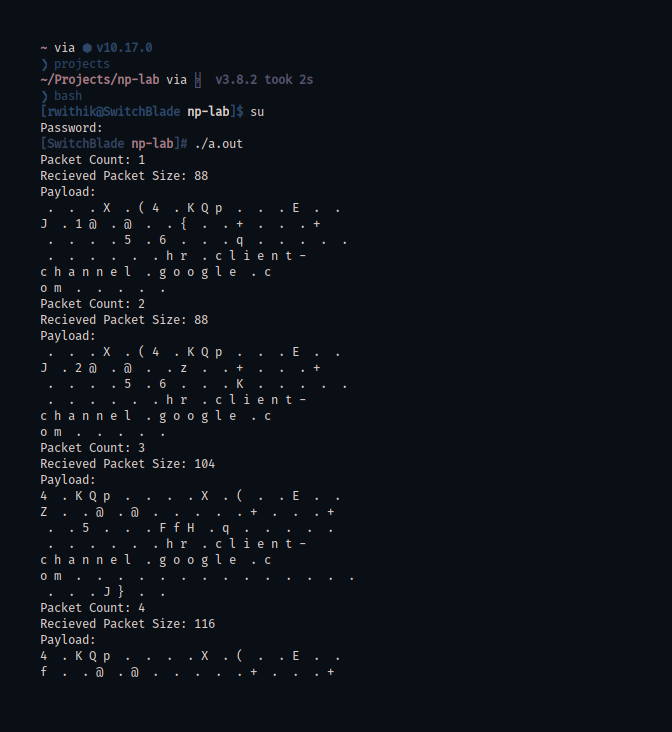 ~ via ⬢ v10.17.0
❯ projects
~/Projects/np-lab via v3.8.2 took 2s
❯ bash
[rwithik@SwitchBlade np-lab]$ su
Password:
[SwitchBlade np-lab]# ./a.out
Packet Count: 1
Recieved Packet Size: 88
Payload:
 .  .  . X  . ( 4  . K Q p  .  .  . E  .  .
J  . 1 @  . @  .  . {  .  . +  .  .  . +
 .  .  .  . 5  . 6  .  .  . q  .  .  .  .  .
 .  .  .  .  .  . h r  . c l i e n t -
c h a n n e l  . g o o g l e  . c
o m  .  .  .  .  .
Packet Count: 2
Recieved Packet Size: 88
Payload:
 .  .  . X  . ( 4  . K Q p  .  .  . E  .  .
J  . 2 @  . @  .  . z  .  . +  .  .  . +
 .  .  .  . 5  . 6  .  .  . K  .  .  .  .  .
 .  .  .  .  .  . h r  . c l i e n t -
c h a n n e l  . g o o g l e  . c
o m  .  .  .  .  .
Packet Count: 3
Recieved Packet Size: 104
Payload:
4  . K Q p  .  .  .  . X  . (  .  . E  .  .
Z  .  . @  . @  .  .  .  .  . +  .  .  . +
 .  . 5  .  .  . F f H  . q  .  .  .  .  .
 .  .  .  .  .  . h r  . c l i e n t -
c h a n n e l  . g o o g l e  . c
o m  .  .  .  .  .  .  .  .  .  .  .  .  .  .
 .  .  . J }  .  .
Packet Count: 4
Recieved Packet Size: 116
Payload:
4  . K Q p  .  .  .  . X  . (  .  . E  .  .
f  .  . @  . @  .  .  .  .  . +  .  .  . +